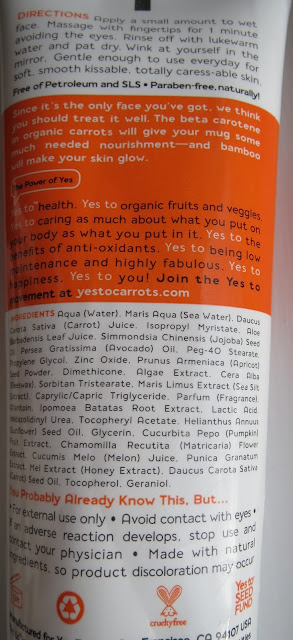 DIRECTIONS Apply a small amount to wet
face. Massage with fingertips for 1 minute
avoiding the eyes. Rinse off with lukewarm
water and pat dry. Wink at yourself in the
mirror. Gentle enough to use everyday for
soft, smooth kissable, totally caress-able skin.
Free of Petroleum and SLS • Paraben-free, naturally!
Since it's the only face you've got, we think
you should treat it well. The beta carotene
in organic carrots will give your mug some
much needed nourishment—and bamboo
will make your skin glow.
The Power of Yes
Yes to health. Yes to organic fruits and veggies.
Yes to caring as much about what you put on
your body as what you put in it. Yes to the
benefits of anti-oxidants. Yes to being low
maintenance and highly fabulous. Yes to
happiness. Yes to you! Join the Yes to
movement at yestocarrots.com
INGREDIENTS Aqua (Water), Maris Aqua (Sea Water), Daucus
Carota Sativa (Carrot) Juice, Isopropyl Myristate, Aloe
Barbadensis Leaf Juice, Simmondsia Chinensis (Jojoba) Seed
Persea Gratissima (Avocado) Oil, Peg-40 Stearate,
Propylene Glycol, Zinc Oxide, Prunus Armeniaca (Apricot)
Seed Powder, Dimethicone, Algae Extract, Cera Alba
(Beeswax), Sorbitan Tristearate, Maris Limus Extract (Sea Silt
Extract), Caprylic/Capric Triglyceride, Parfum (Fragrance),
Allantoin, Ipomoea Batatas Root Extract, Lactic Acid,
Imidazolidinyl Urea, Tocopheryl Acetate, Helianthus Annuus
(Sunflower) Seed Oil, Glycerin, Cucurbita Pepo (Pumpkin)
Fruit Extract, Chamomilla Recutita (Matricaria) Flower
Extract, Cucumis Melo (Melon) Juice, Punica Granatum
Extract, Mel Extract (Honey Extract), Daucus Carota Sativa
(Carrot) Seed Oil, Tocopherol, Geraniol.
You Probably Already Know This, But...
• For external use only • Avoid contact with eyes •
If an adverse reaction develops, stop use and
contact your physician • Made with natural
ingredients, so product discoloration may occur
crueltyfree
Yes to
SEED
FUND
Manufactured for Francisco, CA 94107 USA